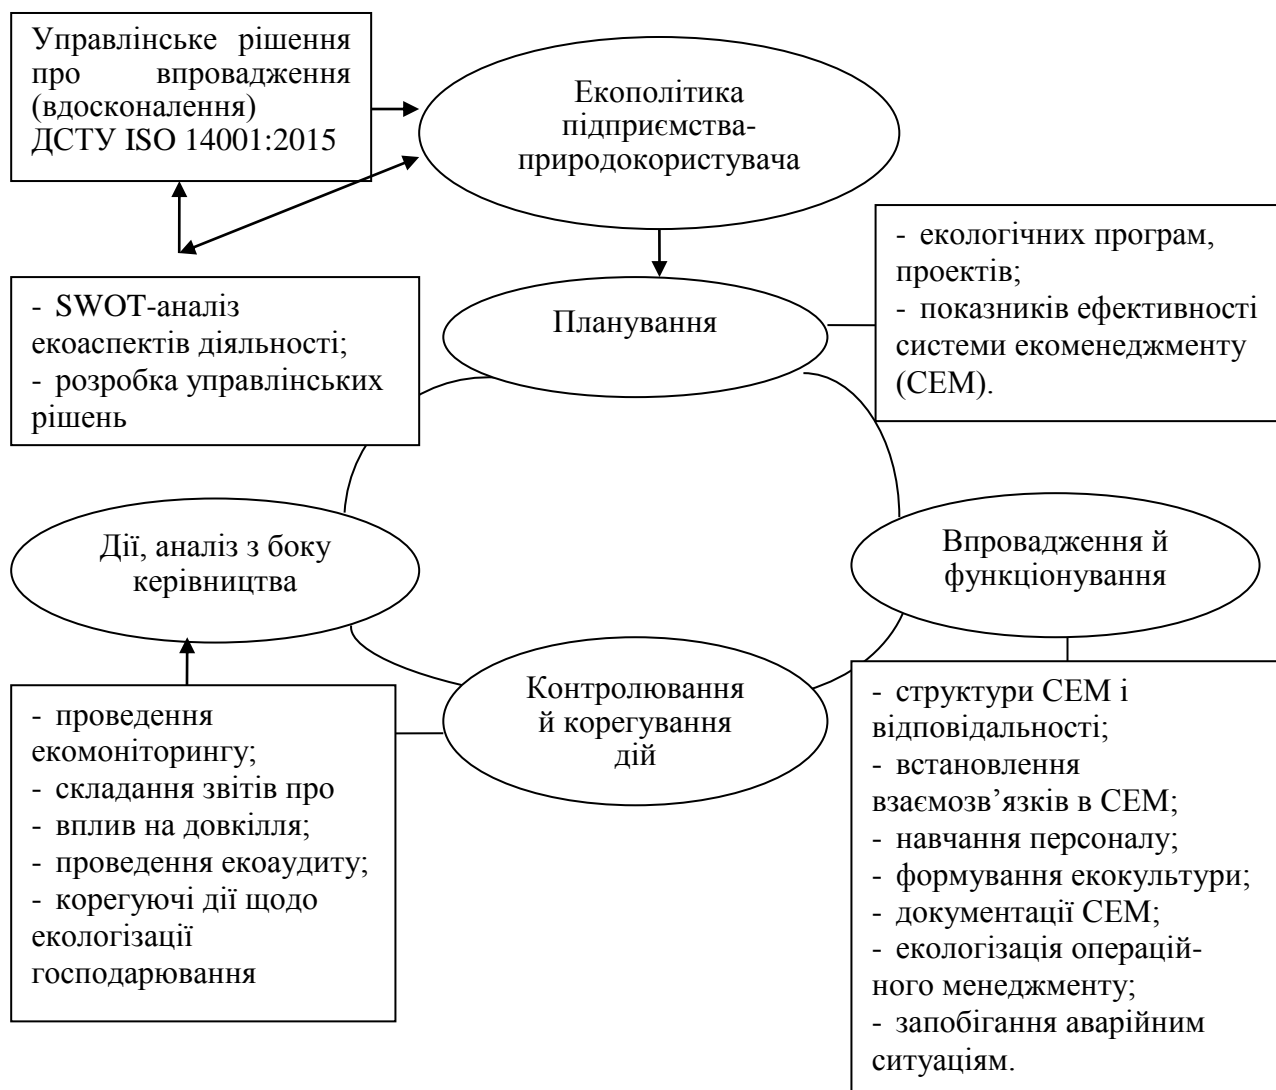 Управлінське рішення
про впровадження
(вдосконалення)
ДСТУ ISO 14001:2015
Екополітика
підприємства-
природокористувача
- екологічних програм,
проектів;
- показників ефективності
системи екоменеджменту
(СЕМ).
- SWOT-аналіз
екоаспектів діяльності;
- розробка управлінських
рішень
Планування
Дії, аналіз з боку
керівництва
Впровадження й
функціонування
Контролювання
й корегування
дій
- проведення
екомоніторингу;
- складання звітів про
- вплив на довкілля;
- проведення екоаудиту;
- корегуючі дії щодо
екологізації
господарювання
- структури СЕМ і
відповідальності;
- встановлення
взаємозв’язків в СЕМ;
- навчання персоналу;
- формування екокультури;
- документації СЕМ;
- екологізація операцій-
ного менеджменту;
- запобігання аварійним
ситуаціям.